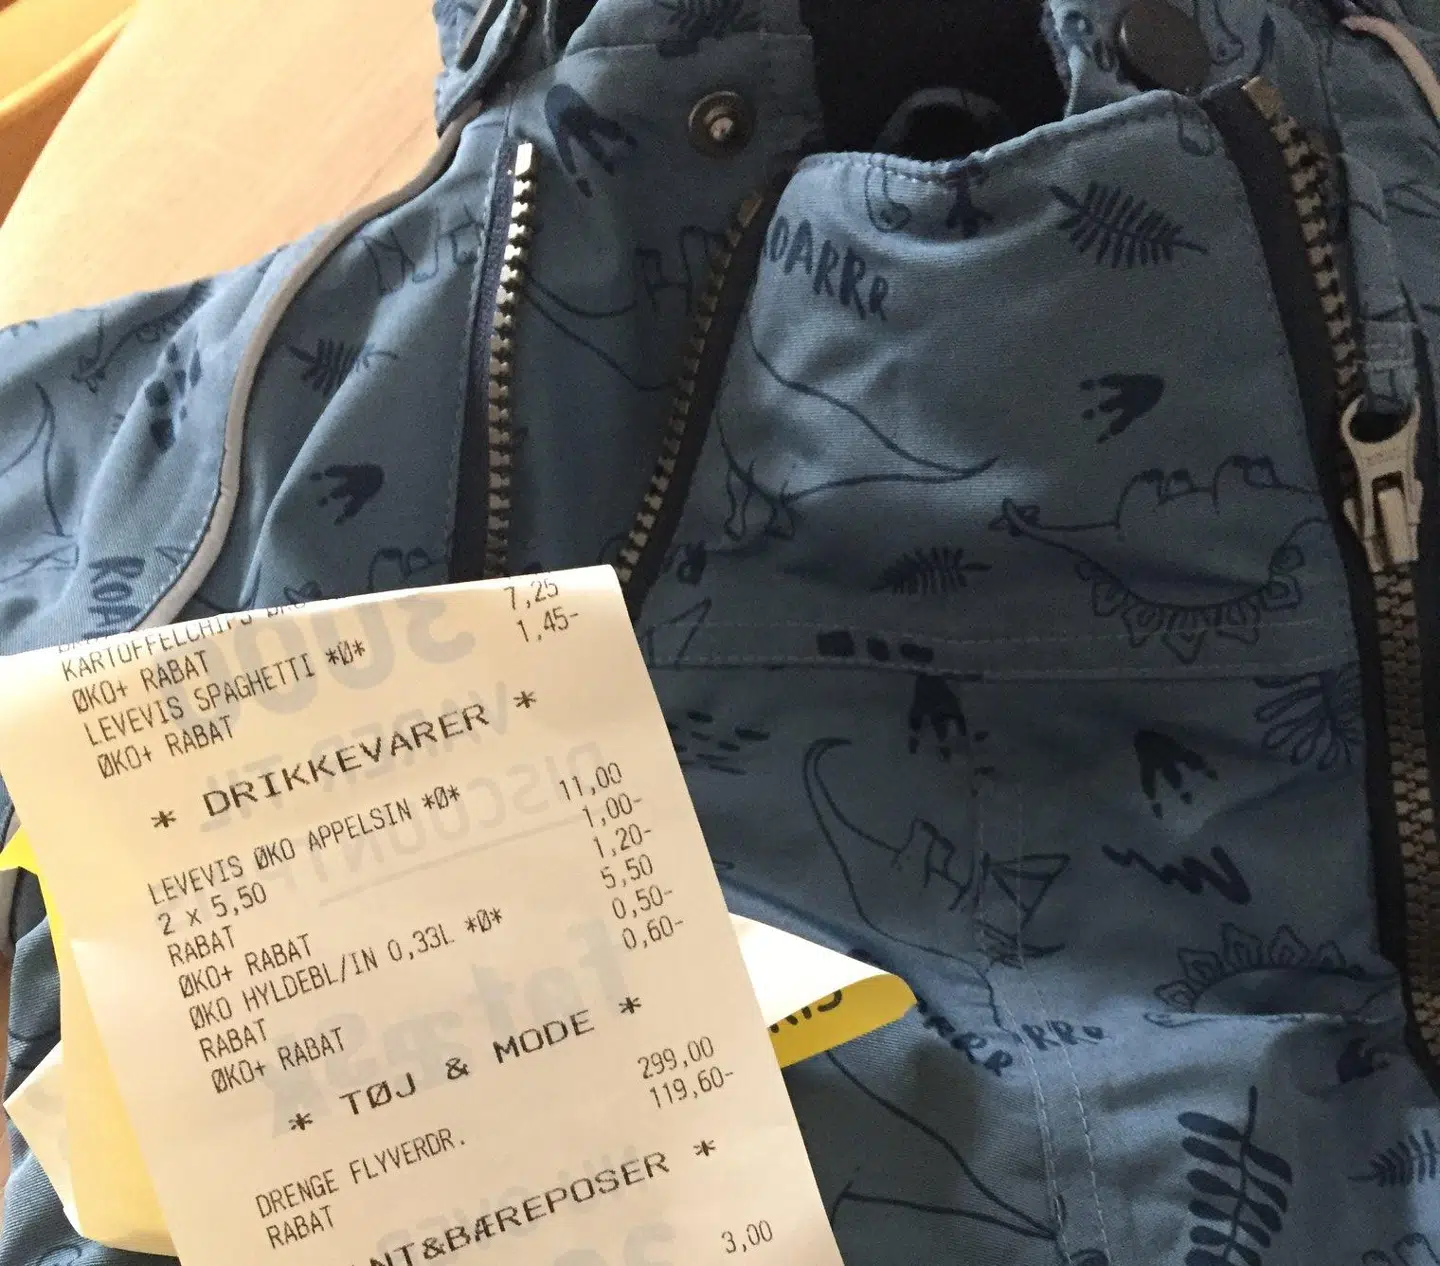 ROARRR
ROA
KARTOFFELCHIPS
ØKO+ RABAT 7,25
LEVEVIS SPAGHETTI *Ø* 1,45-
ØKO+ RABAT
* DRIKKEVARER *
LEVEVIS ØKO APPELSIN *Ø*
2 x 5,50 11,00
RABAT 1,00-
ØKO+ RABAT 1,20-
ØKO HYLDEBL/IN 0,33L *Ø* 5,50
RABAT 0,50-
ØKO+ RABAT 0,60-
* TØJ & MODE *
DRENGE FLYVERDR. 299,00
RABAT 119,60-
NT&BÆREPOSER *
3,00